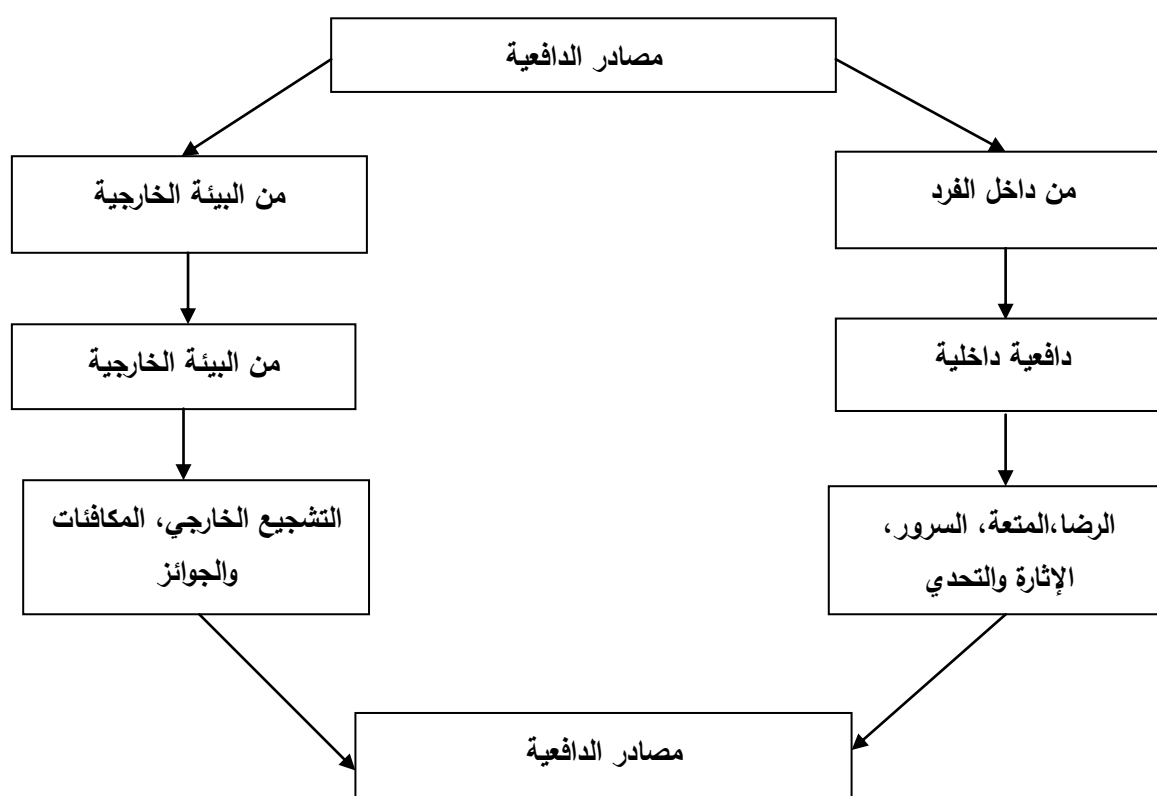 مصادر الدافعية
من داخل الفرد
من البيئة الخارجية
دافعية داخلية
من البيئة الخارجية
الرضا،المتعة، السرور،
الإثارة والتحدي
التشجيع الخارجي، المكافئات
والجوائز
مصادر الدافعية